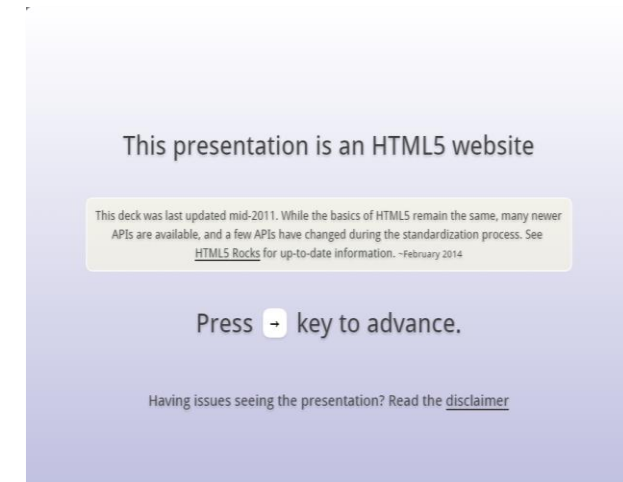 This presentation is an HTML5 website
This deck was last updated mid-2011. While the basics of HTML5 remain the same, many newer
APIs are available, and a few APIs have changed during the standardization process. See
HTML5 Rocks for up-to-date information. ~February 2014
Press → key to advance.
Having issues seeing the presentation? Read the disclaimer